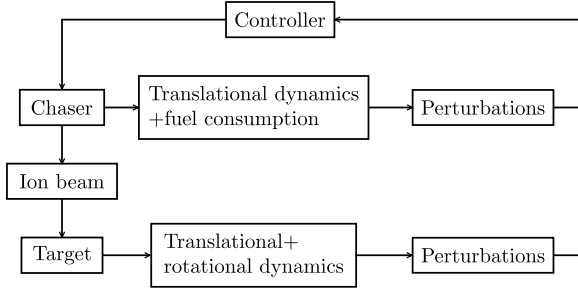 Controller
Chaser
Translational dynamics
+fuel consumption
Perturbations
Ion beam
Target
Translational+
rotational dynamics
Perturbations